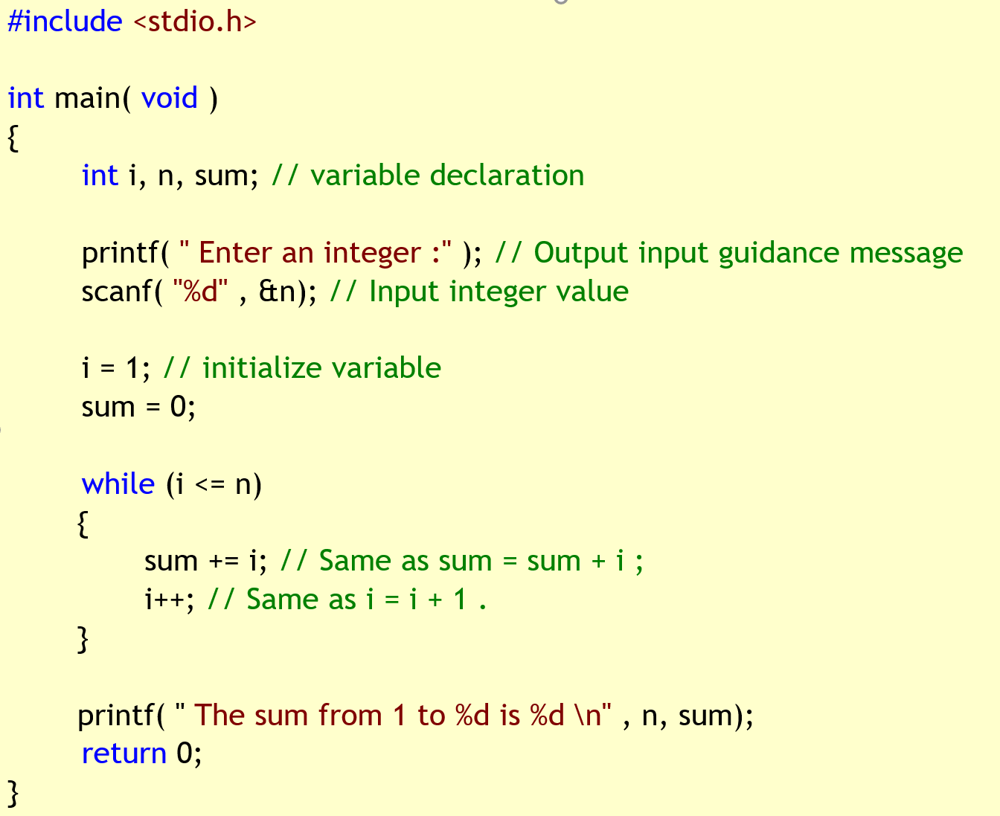 #include <stdio.h>
int main( void )
{
int i, n, sum; // variable declaration
printf( " Enter an integer :" ); // Output input guidance message
scanf( "%d" , &n); // Input integer value
i = 1; // initialize variable
sum = 0;
while (i <= n)
{
sum += i; // Same as sum = sum + i ;
i++; // Same as i = i + 1 .
}
printf( " The sum from 1 to %d is %d \n" , n, sum);
return 0;
}